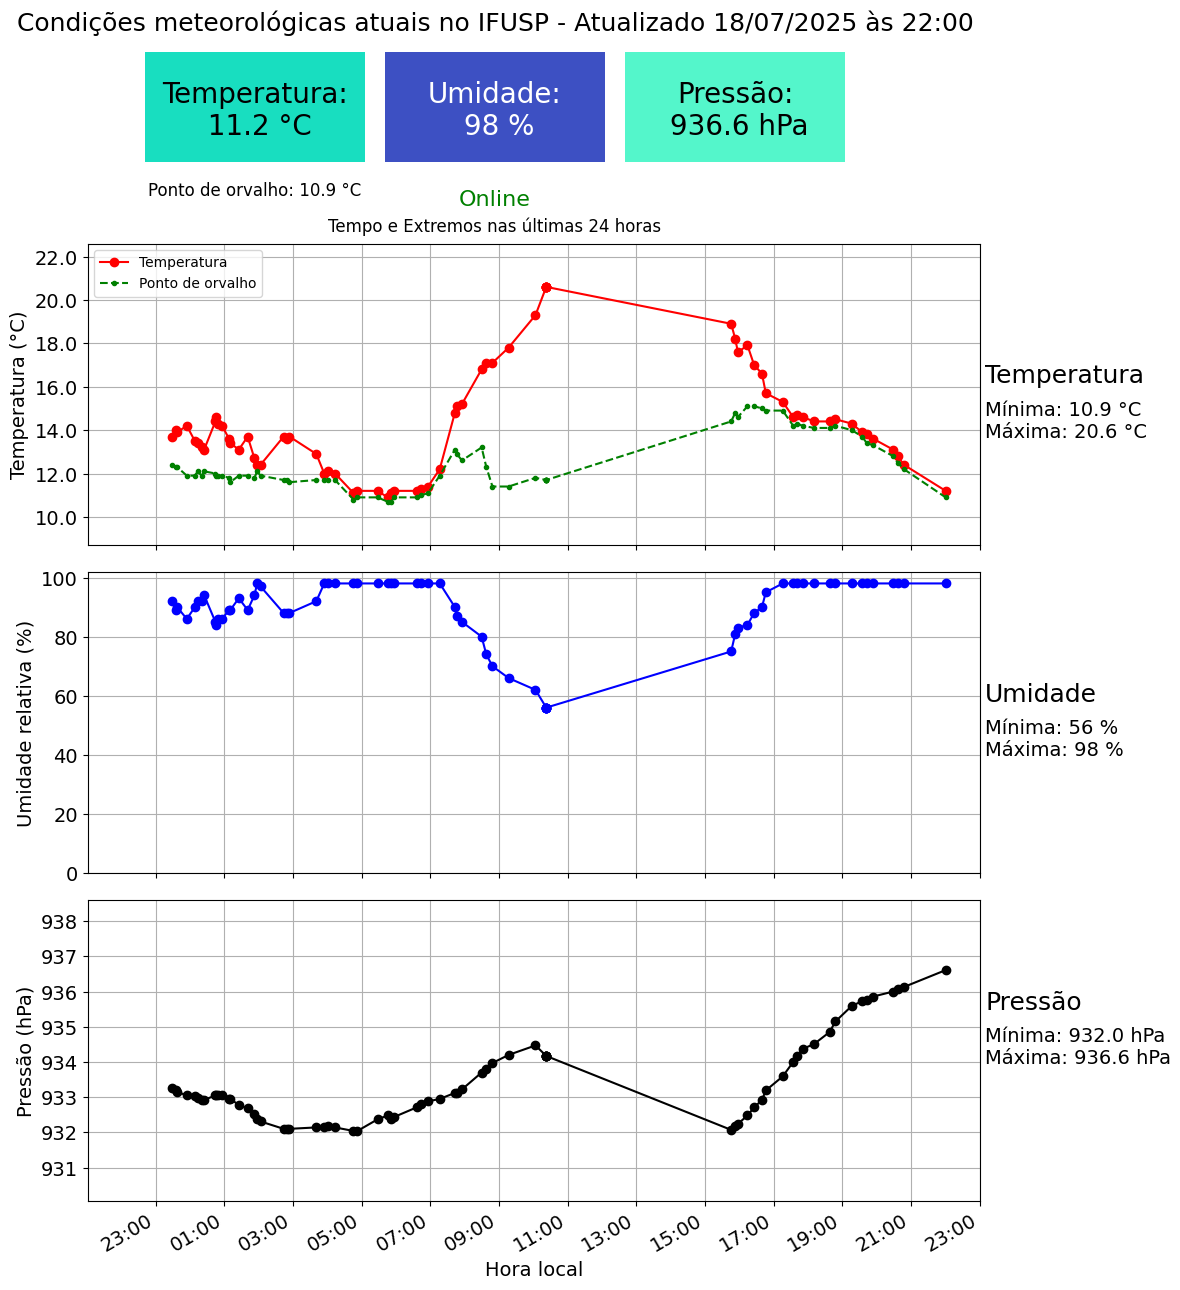 Condições meteorológicas atuais no IFUSP - Atualizado 18/07/2025 às 22:00
Temperatura:
11.2 °C
Umidade:
98 %
Pressão:
936.6 hPa
Ponto de orvalho: 10.9 °C
Online
Tempo e Extremos nas últimas 24 horas
Temperatura (°C)
22.0
20.0
18.0
16.0
14.0
12.0
10.0
Temperatura
Ponto de orvalho
Temperatura
Mínima: 10.9 °C
Máxima: 20.6 °C
Umidade relativa (%)
100
80
60
40
20
0
Umidade
Mínima: 56 %
Máxima: 98 %
Pressão (hPa)
938
937
936
935
934
933
932
931
Pressão
Mínima: 932.0 hPa
Máxima: 936.6 hPa
23:00 01:00 03:00 05:00 07:00 09:00 11:00 13:00 15:00 17:00 19:00 21:00 23:00
Hora local